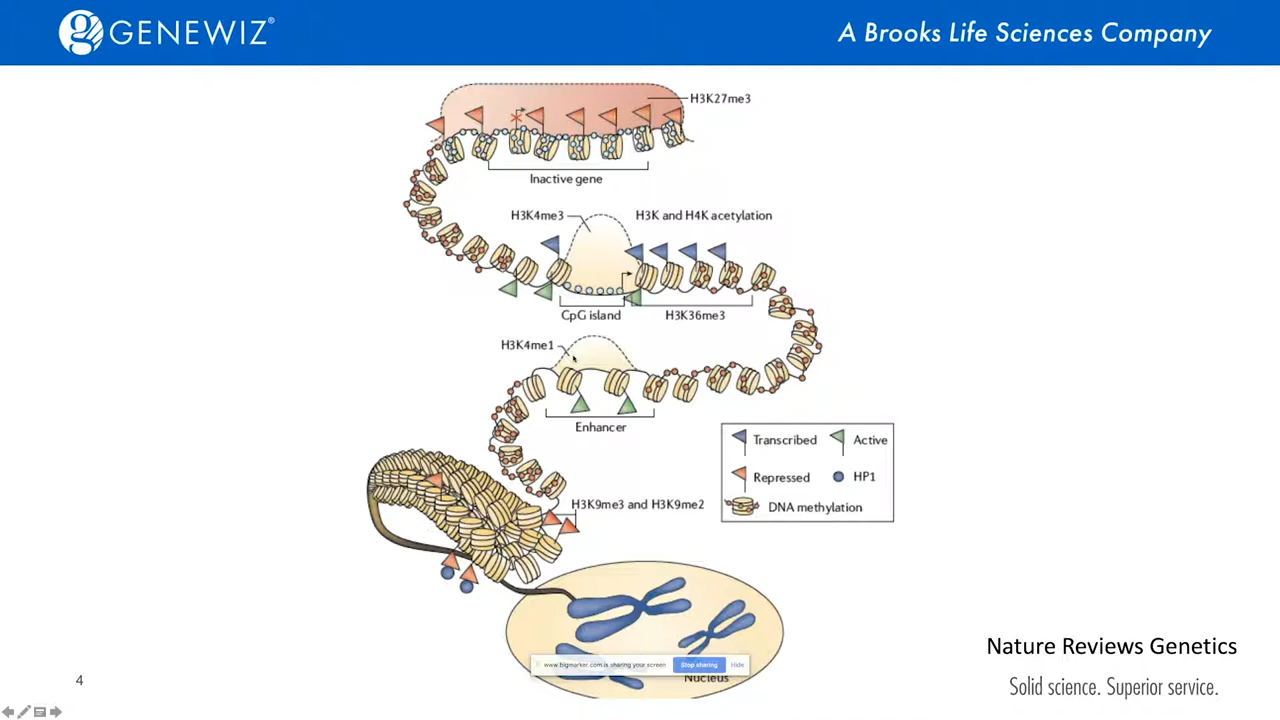 GENEWIZ®
A Brooks Life Sciences Company
H3K27me3
Inactive gene
H3K4me3
H3K and H4K acetylation
CpG island
H3K36me3
H3K4me1
Enhancer
Transcribed
Active
Repressed
HP1
DNA methylation
H3K9me3 and H3K9me2
www.bigmarker.com is sharing your screen
Stop sharing
Hide
Nucleus
Nature Reviews Genetics
Solid science. Superior service.
4